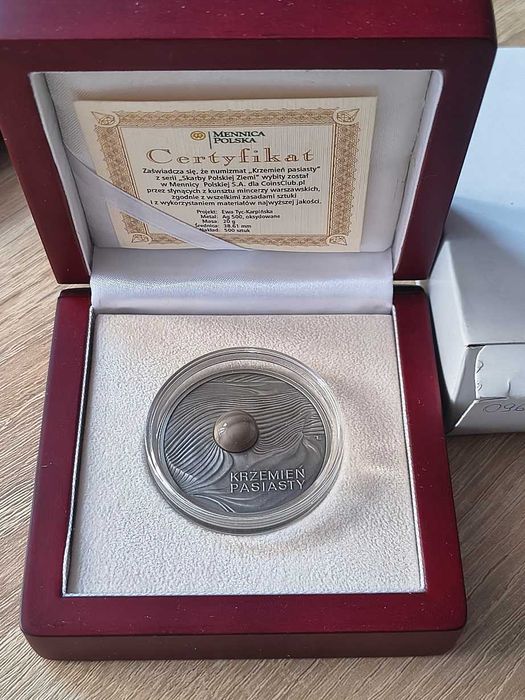 MENNICA
POLSKA
Certyfikat
Zaświadcza się, że numizmat „Krzemień pasiasty"
z serii „Skarby Polskiej Ziemi" wybity został
w Mennicy Polskiej S.A. dla CoinsClub.pl
przez słynących z kunsztu mincerzy warszawskich,
zgodnie z wszelkimi zasadami sztuki
i z wykorzystaniem materiałów najwyższej jakości.
Projekt: Ewa Tyc-Karpińska
Metal: Ag 500, oksydowane
Masa: 20 g
Średnica: 38.61 mm
Nakład: 500 sztuk
KRZEMIEŃ
PASIASTY